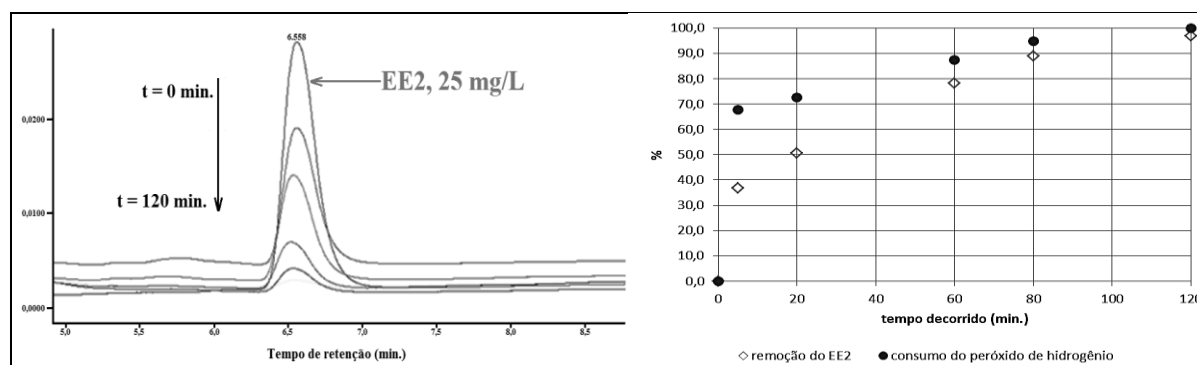 6.558
EE2, 25 mg/L
t = 0 min.
0,0200
t = 120 min.
0,0100
0,0000
5,0 5,5 6,0 6,5 7,0 7,5 8,0 8,5
Tempo de retenção (min.)
100,0
90,0
80,0
70,0
60,0
50,0
40,0
30,0
20,0
10,0
0,0
%
0 20 40 60 80 100 120
tempo decorrido (min.)
remoção do EE2 consumo do peróxido de hidrogênio